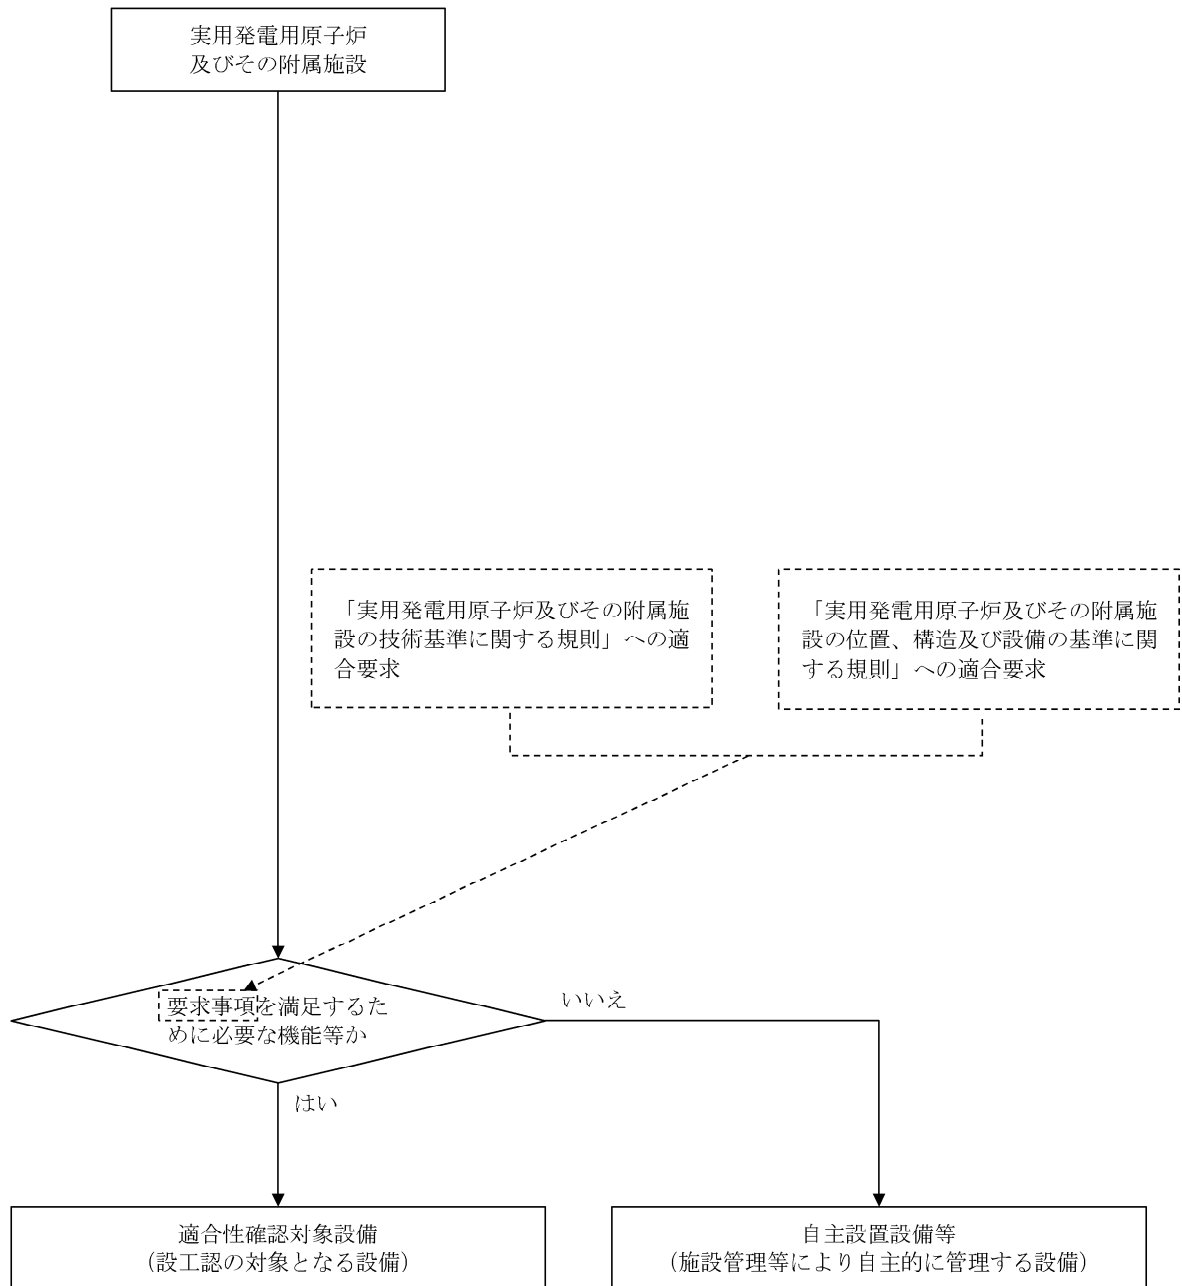 実用発電用原子炉
及びその附属施設
「実用発電用原子炉及びその附属施
設の技術基準に関する規則」への適
合要求
「実用発電用原子炉及びその附属施
設の位置、構造及び設備の基準に関
する規則」への適合要求
要求事項を満足するた
めに必要な機能等か
いいえ
はい
適合性確認対象設備
（設工認の対象となる設備）
自主設置設備等
（施設管理等により自主的に管理する設備）